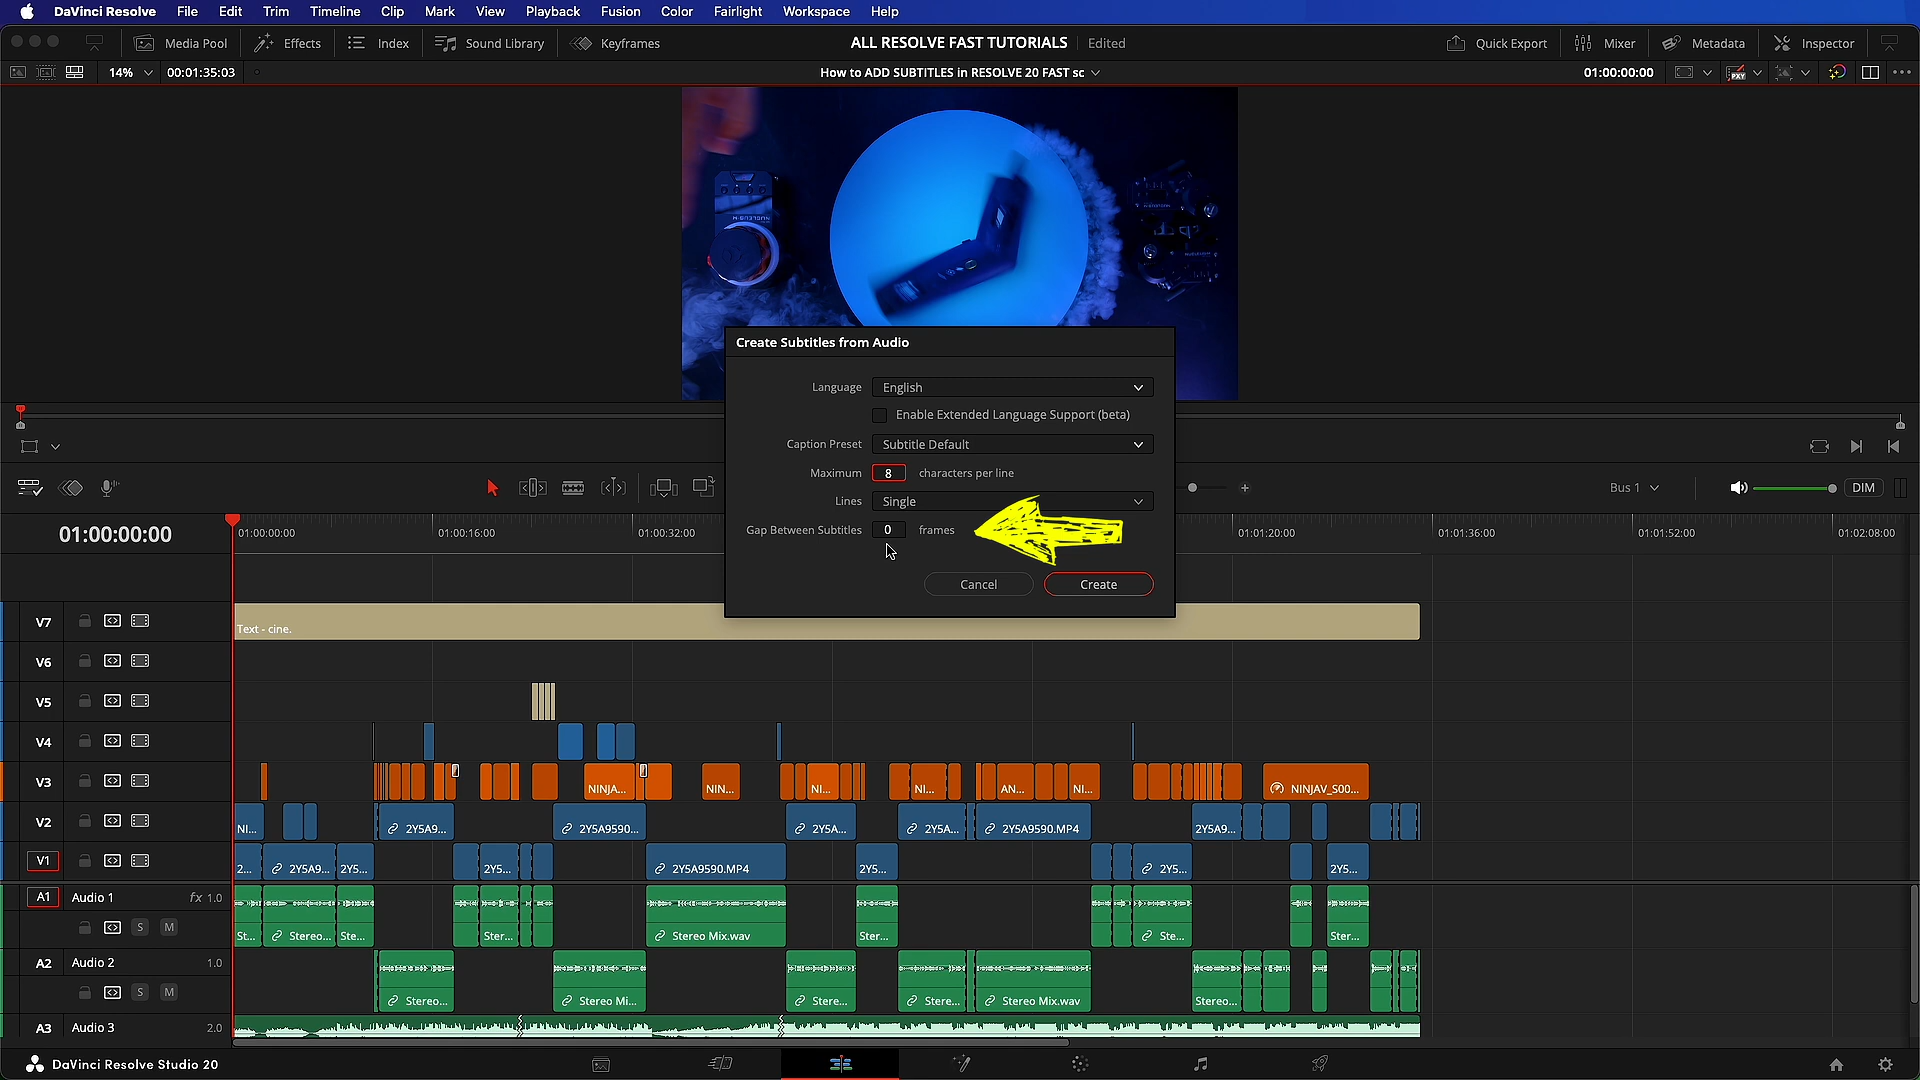 DaVinci Resolve File Edit Trim Timeline Clip Mark View Playback Fusion Color Fairlight Workspace Help
Media Pool Effects Index Sound Library Keyframes ALL RESOLVE FAST TUTORIALS Edited Quick Export Mixer Metadata Inspector
14% 00:01:35:03 How to ADD SUBTITLES in RESOLVE 20 FAST sc 01:00:00:00 PXY
Create Subtitles from Audio
Language English
Enable Extended Language Support (beta)
Caption Preset Subtitle Default
Maximum 8 characters per line
Lines Single
Gap Between Subtitles 0 frames
Cancel Create
Bus 1 DIM
01:00:00:00 01:00:00:00 01:00:16:00 01:00:32:00 01:01:20:00 01:01:36:00 01:01:52:00 01:02:08:00
V7 Text - cine.
V6
V5
V4
V3 NINJA... NIN... NI... NI... AN... NI... NINJAV_S00...
V2 NI... 2Y5A9... 2Y5A9590... 2Y5A... 2Y5A... 2Y5A9590.MP4 2Y5A9...
V1 2... 2Y5A9... 2Y5... 2Y5... 2Y5A9590.MP4 2Y5... 2Y5... 2Y5...
A1 Audio 1 fx 1.0
S M St... Stereo... Ste... Ster... Stereo Mix.wav Ster... Ste... Ster...
A2 Audio 2 1.0
S M Stereo... Stereo Mi... Stere... Stere... Stereo Mix.wav Stereo...
A3 Audio 3 2.0
DaVinci Resolve Studio 20